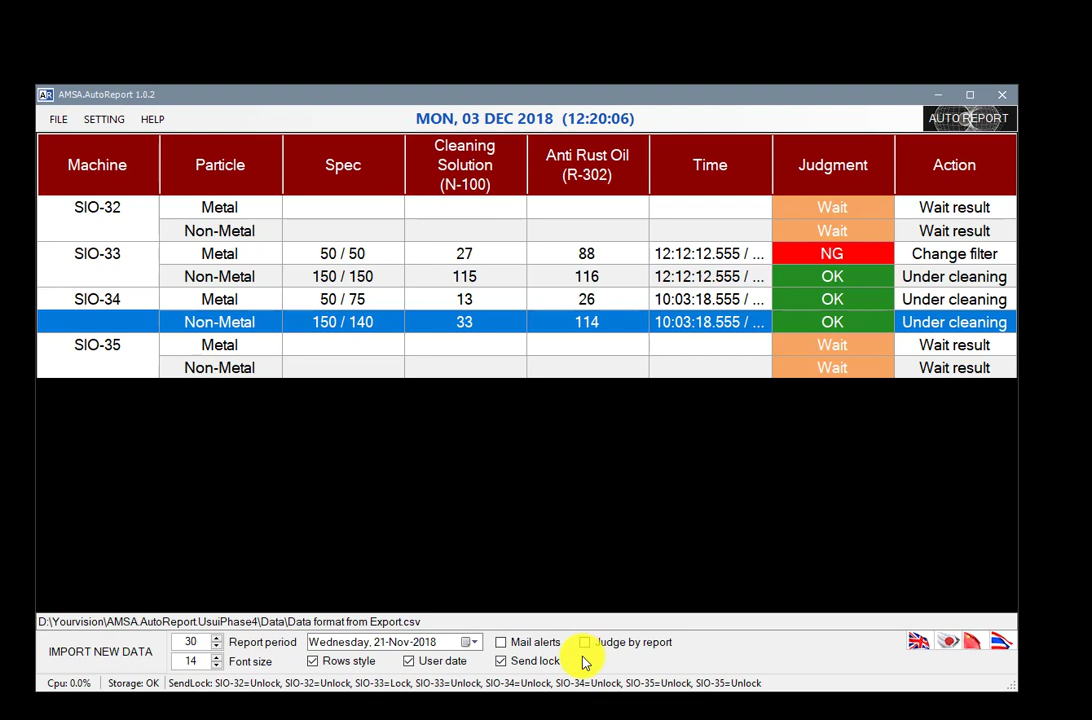 AR AMSA.AutoReport 1.0.2
FILE SETTING HELP MON, 03 DEC 2018 (12:20:06) AUTO REPORT
Machine Particle Spec Cleaning Solution (N-100) Anti Rust Oil (R-302) Time Judgment Action
SIO-32 Metal Wait Wait result
Non-Metal Wait Wait result
SIO-33 Metal 50 / 50 27 88 12:12:12.555 / ... NG Change filter
Non-Metal 150 / 150 115 116 12:12:12.555 / ... OK Under cleaning
SIO-34 Metal 50 / 75 13 26 10:03:18.555 / ... OK Under cleaning
Non-Metal 150 / 140 33 114 10:03:18.555 / ... OK Under cleaning
SIO-35 Metal Wait Wait result
Non-Metal Wait Wait result
D:\Yourvision\AMSA.AutoReport.UsuiPhase4\Data\Data format from Export.csv
IMPORT NEW DATA 30 Report period Wednesday, 21-Nov-2018 Mail alerts Judge by report
14 Font size Rows style User date Send lock
Cpu: 0.0% Storage: OK SendLock: SIO-32=Unlock, SIO-32=Unlock, SIO-33=Lock, SIO-33=Unlock, SIO-34=Unlock, SIO-34=Unlock, SIO-35=Unlock, SIO-35=Unlock